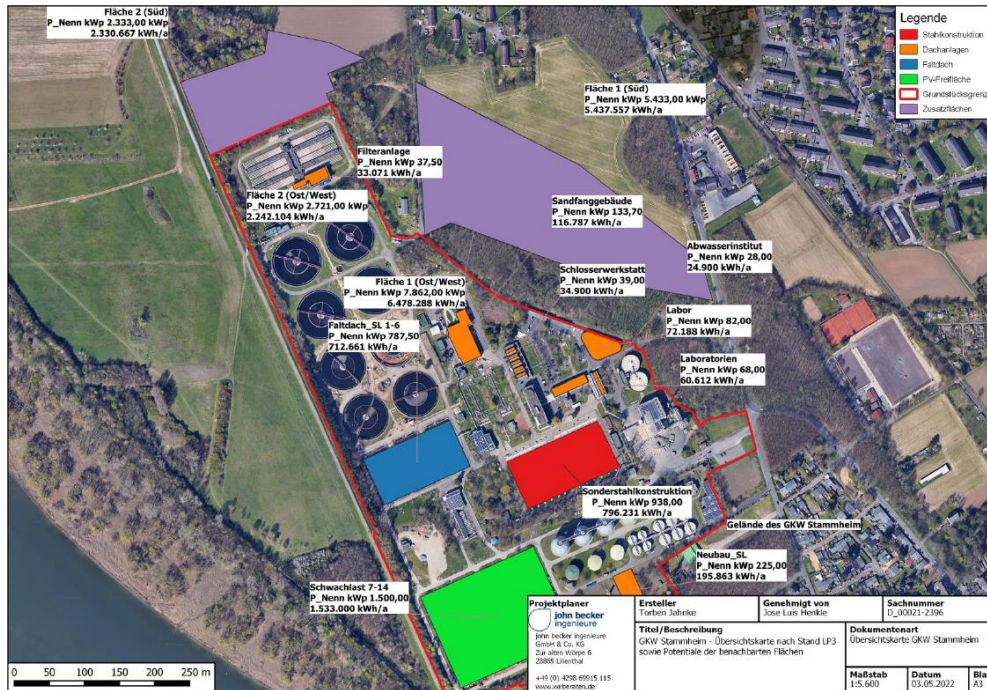 Fläche 2 (Süd)
P_Nenn kWp 2.333,00 kWp
2.330.667 kWh/a
Legende
Stahlkonstruktion
Dachanlagen
Faltdach
PV-Freifläche
Grundstücksgrenze
Zusatzflächen
Fläche 1 (Süd)
P_Nenn kWp 5.433,00 kWp
5.437.557 kWh/a
Filteranlage
P_Nenn kWp 37,50
33.071 kWh/a
Fläche 2 (Ost/West)
P_Nenn kWp 2.721,00 kWp
2.242.104 kWh/a
Sandfanggebäude
P_Nenn kWp 133,70
116.787 kWh/a
Abwasserinstitut
P_Nenn kWp 28,00
24.900 kWh/a
Schlosserwerkstatt
P_Nenn kWp 39,00
34.900 kWh/a
Fläche 1 (Ost/West)
P_Nenn kWp 7.862,00 kWp
6.478.288 kWh/a
Labor
P_Nenn kWp 82,00
72.188 kWh/a
Faltdach_SL 1-6
P_Nenn kWp 787,50
712.661 kWh/a
Laboratorien
P_Nenn kWp 68,00
60.612 kWh/a
Sonderstahlkonstruktion
P_Nenn kWp 938,00
796.231 kWh/a
Gelände des GKW Stammheim
Neubau_SL
P_Nenn kWp 225,00
195.863 kWh/a
Schwachlast 7-14
P_Nenn kWp 1.500,00
1.533.000 kWh/a
0 50 100 150 200 250 m
Projektplaner
john becker
ingenieure
john becker ingenieure
GmbH & Co. KG
Zur alten Wörpe 6
28865 Lilienthal
+49 (0) 4298 69915 115
www.wirberaten.de
Ersteller
Torben Jahnke
Genehmigt von
Jose Luis Henkle
Sachnummer
D_00021-2396
Titel/Beschreibung
GKW Stammheim - Übersichtskarte nach Stand LP3
sowie Potentiale der benachbarten Flächen
Dokumentenart
Übersichtskarte GKW Stammheim
Maßstab
1:5.600
Datum
03.05.2022
Bla
A3